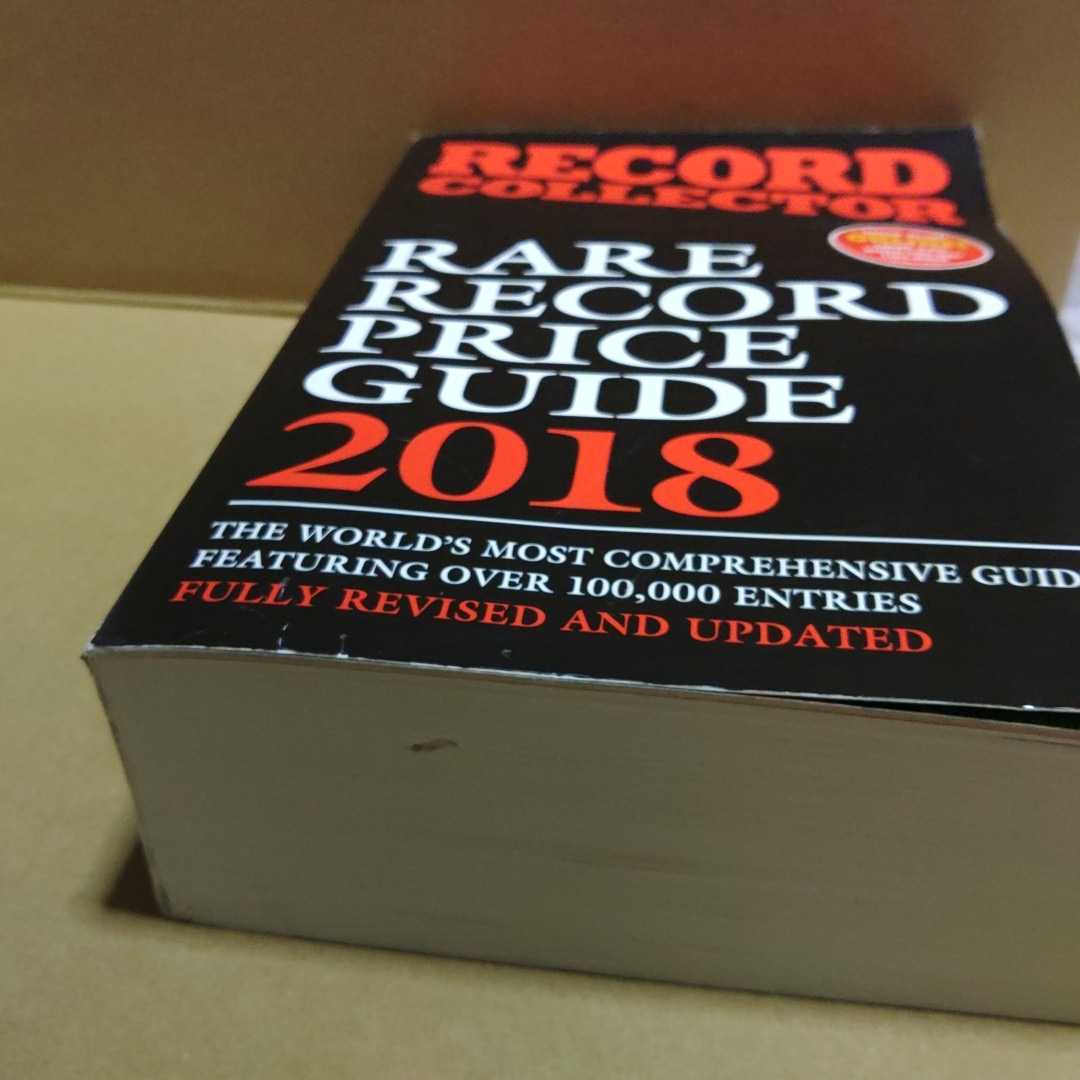 RECORD
COLLECTOR
RARE
RECORD
PRICE
GUIDE
2018
THE WORLD'S MOST COMPREHENSIVE GUID
FEATURING OVER 100,000 ENTRIES
FULLY REVISED AND UPDATED